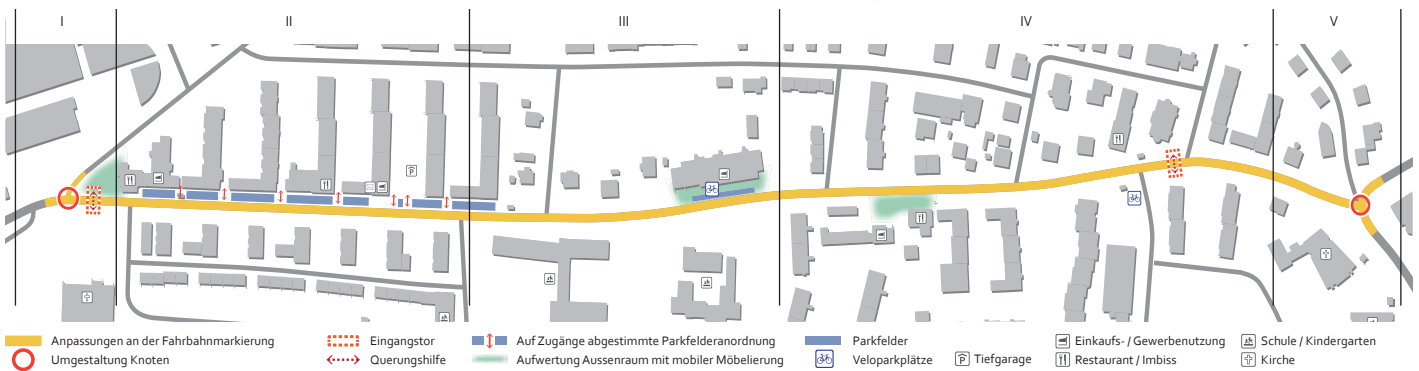 I II III IV V
Anpassungen an der Fahrbahnmarkierung
Umgestaltung Knoten
Eingangstor
Querungshilfe
Auf Zugänge abgestimmte Parkfelderanordnung
Aufwertung Aussenraum mit mobiler Möbelierung
Parkfelder
Veloparkplätze
P Tiefgarage
Einkaufs- / Gewerbenutzung
Restaurant / Imbiss
Schule / Kindergarten
Kirche